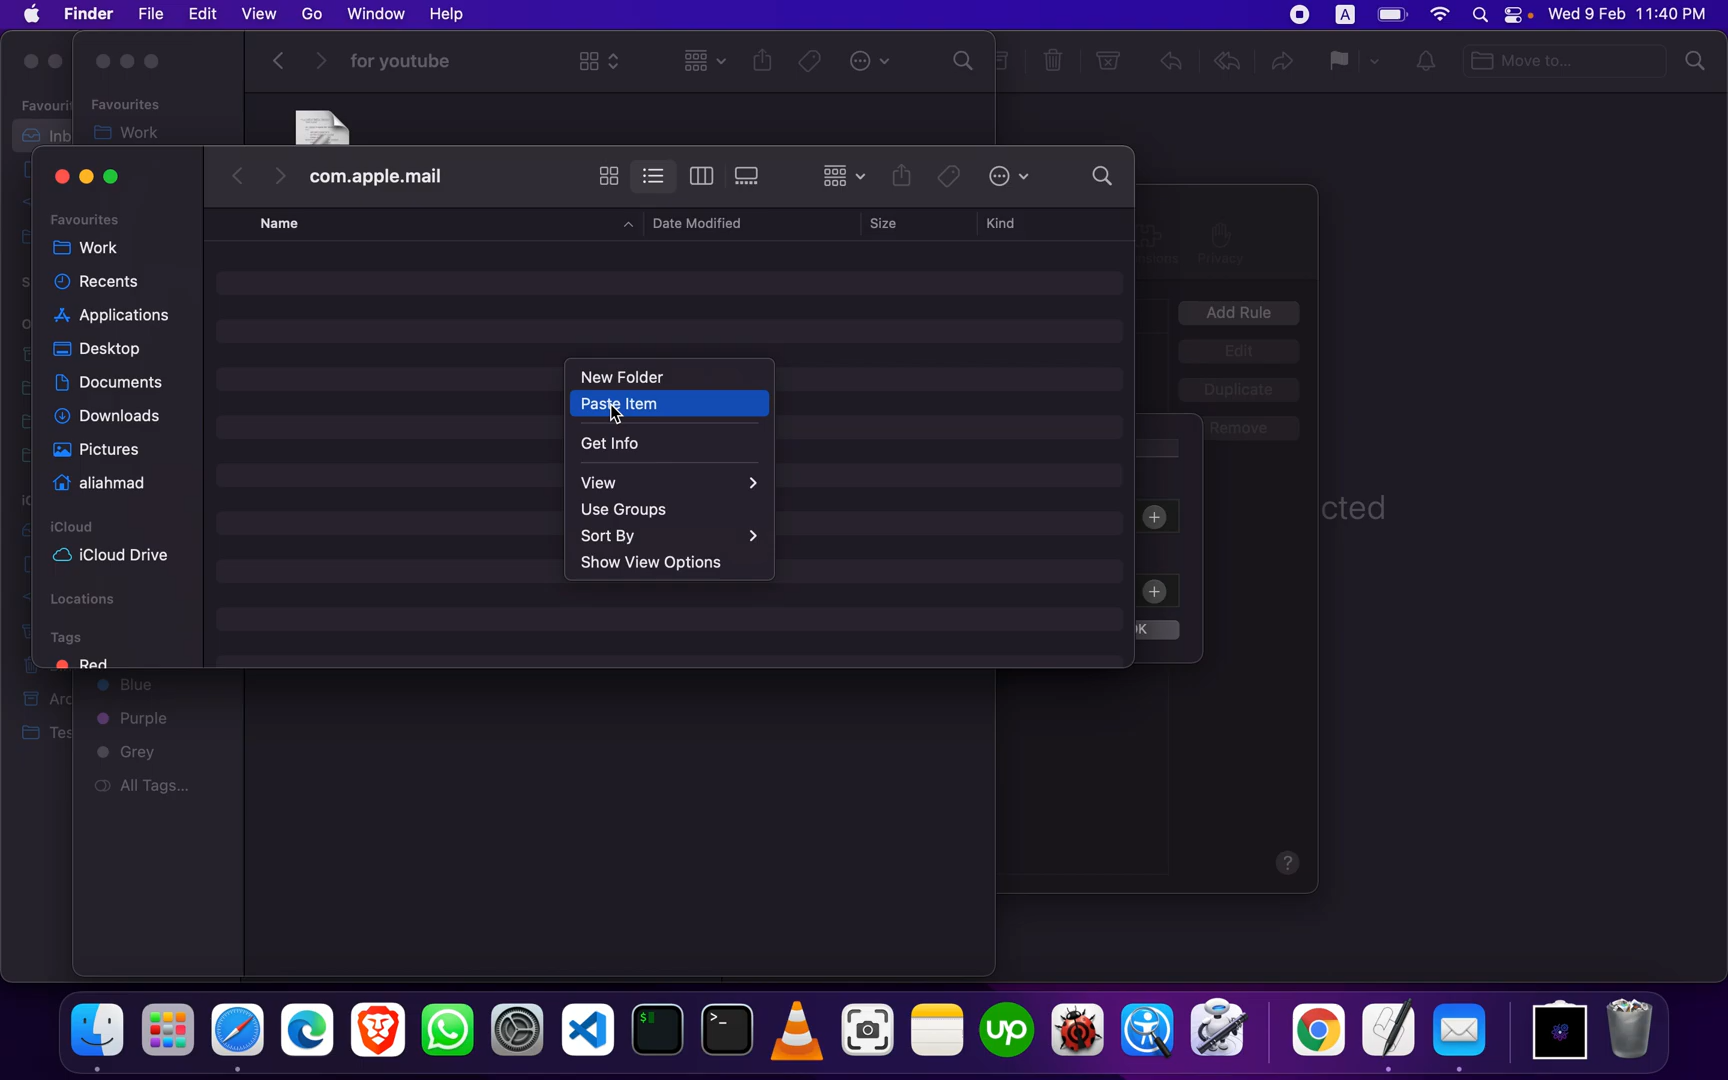 Finder File Edit View Go Window Help A Wed 9 Feb 11:40 PM
for youtube Move to...
Favourites
Work
com.apple.mail
Name Date Modified Size Kind
Favourites
Work
Recents
Applications
Desktop
Documents
Downloads
Pictures
aliahmad
iCloud
iCloud Drive
Locations
Tags
Red
New Folder
Paste Item
Get Info
View
Use Groups
Sort By
Show View Options
Privacy
Add Rule
Edit
Duplicate
Remove
cted
Blue
Purple
Grey
All Tags...
?
$
>_
up